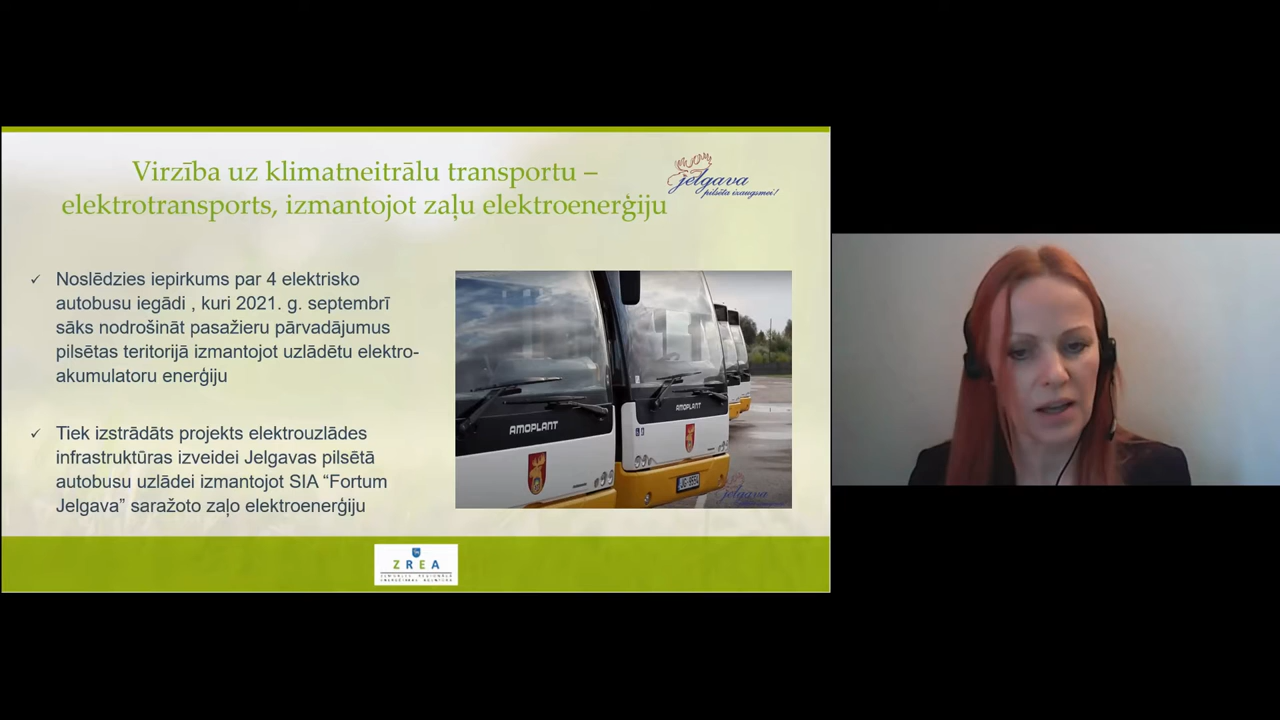 Virzība uz klimatneitrālu transportu –
elektrotransports, izmantojot zaļu elektroenerģiju
jelgava
pilsēta izaugsmei!
✓ Noslēdzies iepirkums par 4 elektrisko
autobusu iegādi , kuri 2021. g. septembrī
sāks nodrošināt pasažieru pārvadājumus
pilsētas teritorijā izmantojot uzlādētu elektro-
akumulatoru enerģiju
✓ Tiek izstrādāts projekts elektrouzlādes
infrastruktūras izveidei Jelgavas pilsētā
autobusu uzlādei izmantojot SIA “Fortum
Jelgava” saražoto zaļo elektroenerģiju
AMOPLANT
AMOPLANT
jelgava
ZREA